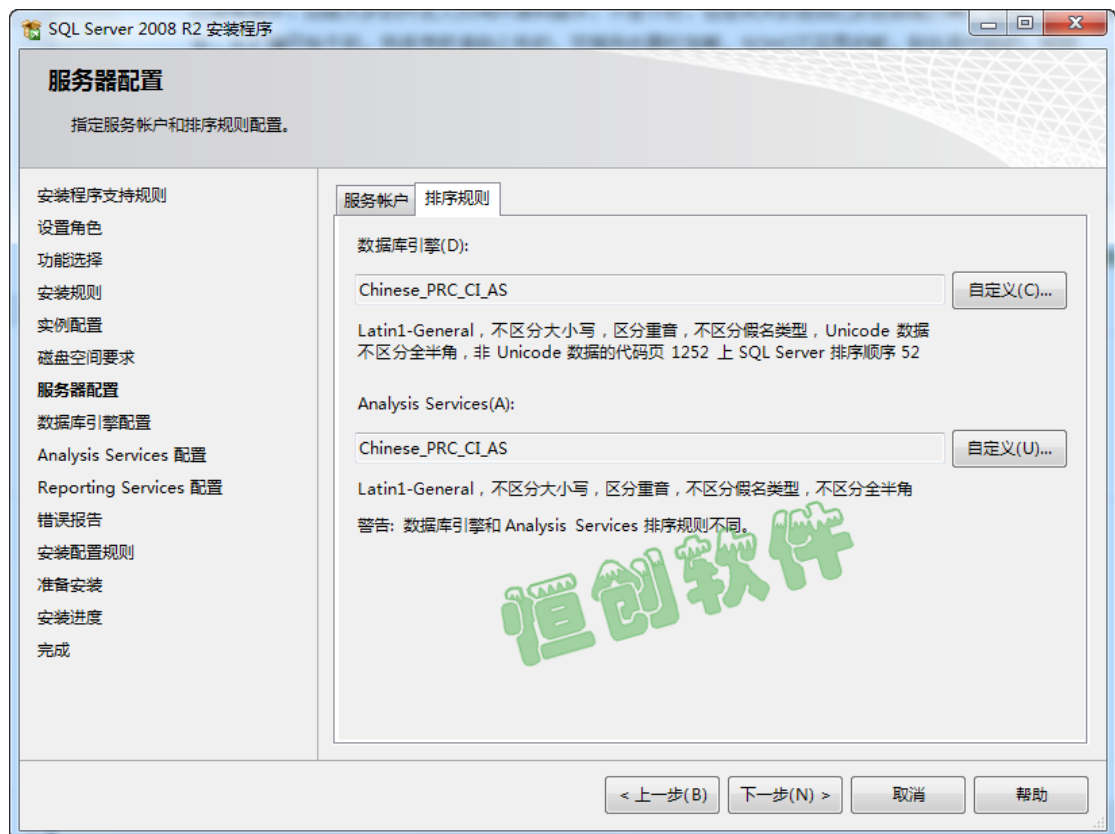 SQL Server 2008 R2 安装程序
服务器配置
指定服务帐户和排序规则配置。
安装程序支持规则
设置角色
功能选择
安装规则
实例配置
磁盘空间要求
服务器配置
数据库引擎配置
Analysis Services 配置
Reporting Services 配置
错误报告
安装配置规则
准备安装
安装进度
完成
服务帐户
排序规则
数据库引擎(D):
Chinese_PRC_CI_AS
自定义(C)...
Latin1-General，不区分大小写，区分重音，不区分假名类型，Unicode 数据
不区分全半角，非 Unicode 数据的代码页 1252 上 SQL Server 排序顺序 52
Analysis Services(A):
Chinese_PRC_CI_AS
自定义(U)...
Latin1-General，不区分大小写，区分重音，不区分假名类型，不区分全半角
警告: 数据库引擎和 Analysis Services 排序规则不同。
恒创软件
< 上一步(B)
下一步(N) >
取消
帮助